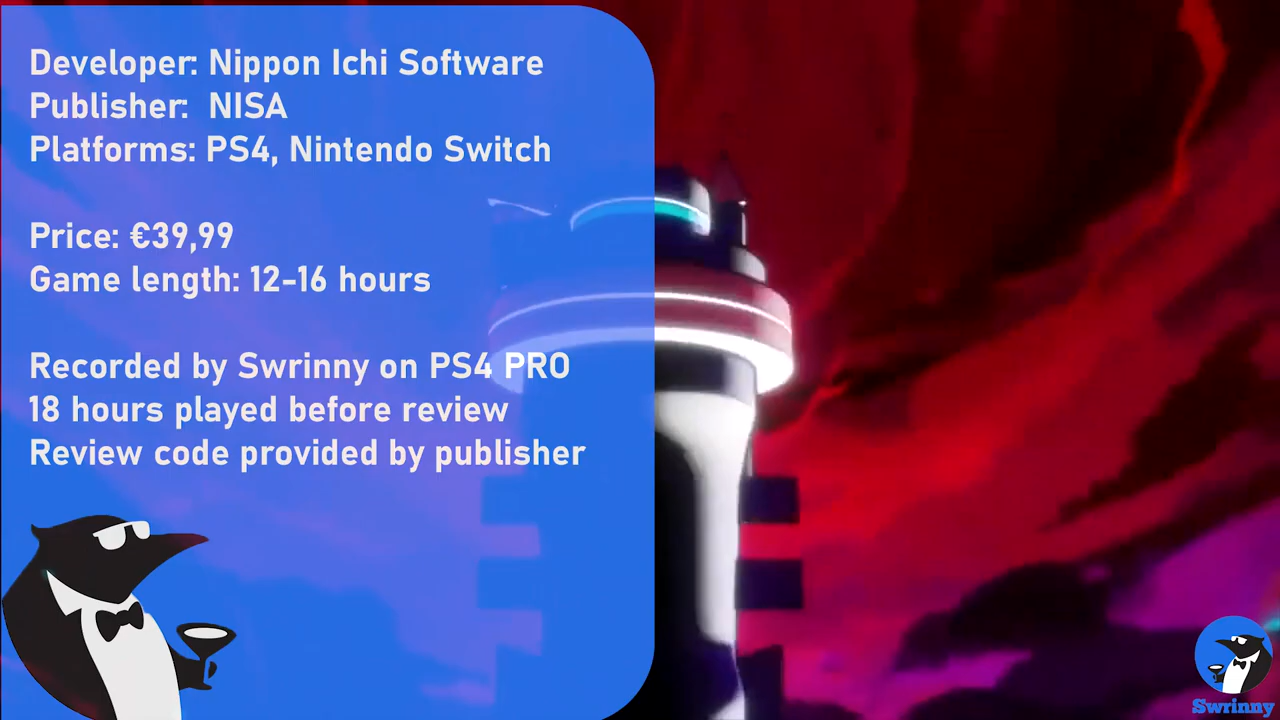 Developer: Nippon Ichi Software
Publisher: NISA
Platforms: PS4, Nintendo Switch
Price: €39,99
Game length: 12-16 hours
Recorded by Swrinny on PS4 PRO
18 hours played before review
Review code provided by publisher
Swrinny